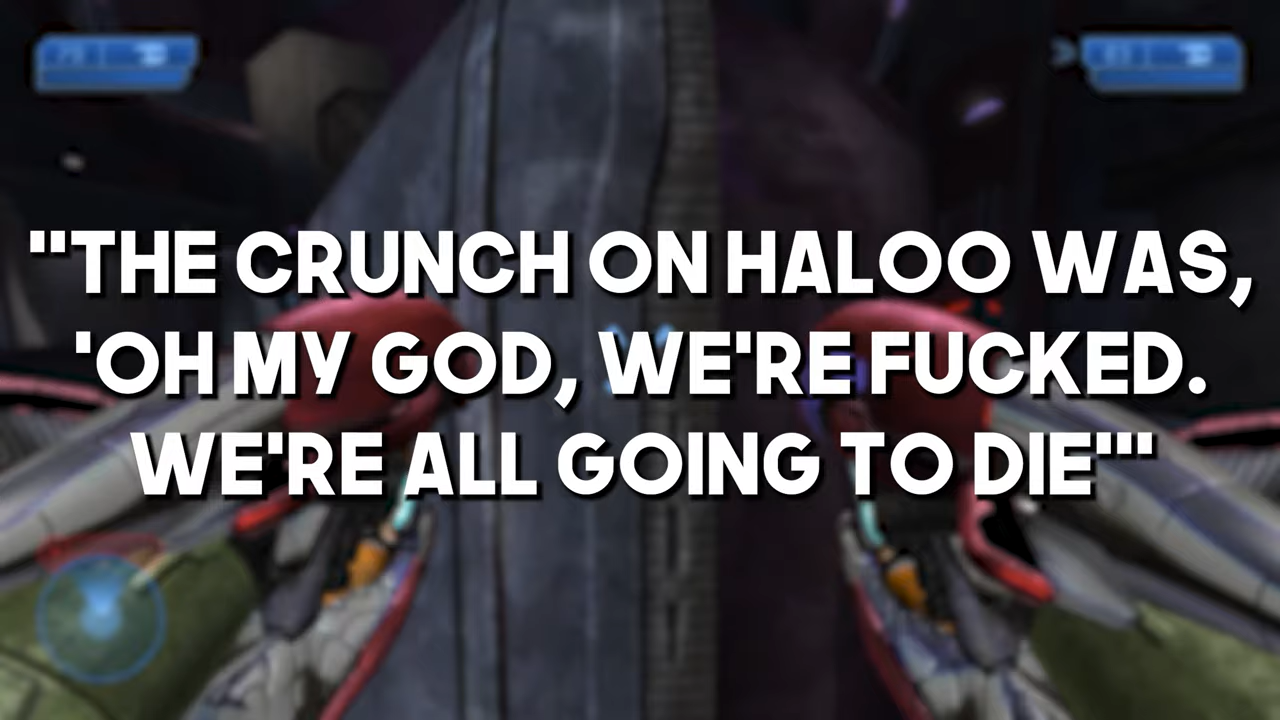 "THE CRUNCH ON HALOO WAS,
'OH MY GOD, WE'RE FUCKED.
WE'RE ALL GOING TO DIE'"